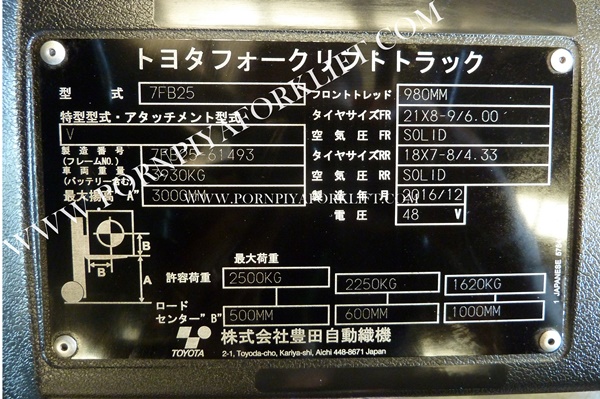 トヨタフォークリフトトラック
型式 7FB25 フロントトレッド 980MM
特型型式・アタッチメント型式 タイヤサイズFR 21X8-9/6.00
V 空気圧FR SOLID
製造番号 (フレームNO.) 7FB25-61493 タイヤサイズRR 18X7-8/4.33
車両重量 (バッテリー含む) 3930KG 空気圧RR SOLID
最大揚高"A" 3000MM 製造年月 2016/12
電圧 48 V
WWW.PORNPIYAFORKLIFT.COM
WWW.PORNPIYAFORKLIFT.COM
B
B
A
最大荷重
許容荷重 2500KG 2250KG 1620KG
ロードセンター"B" 500MM 600MM 1000MM
TOYOTA 株式会社豊田自動織機
2-1, Toyoda-cho, Kariya-shi, Aichi 448-8671 Japan